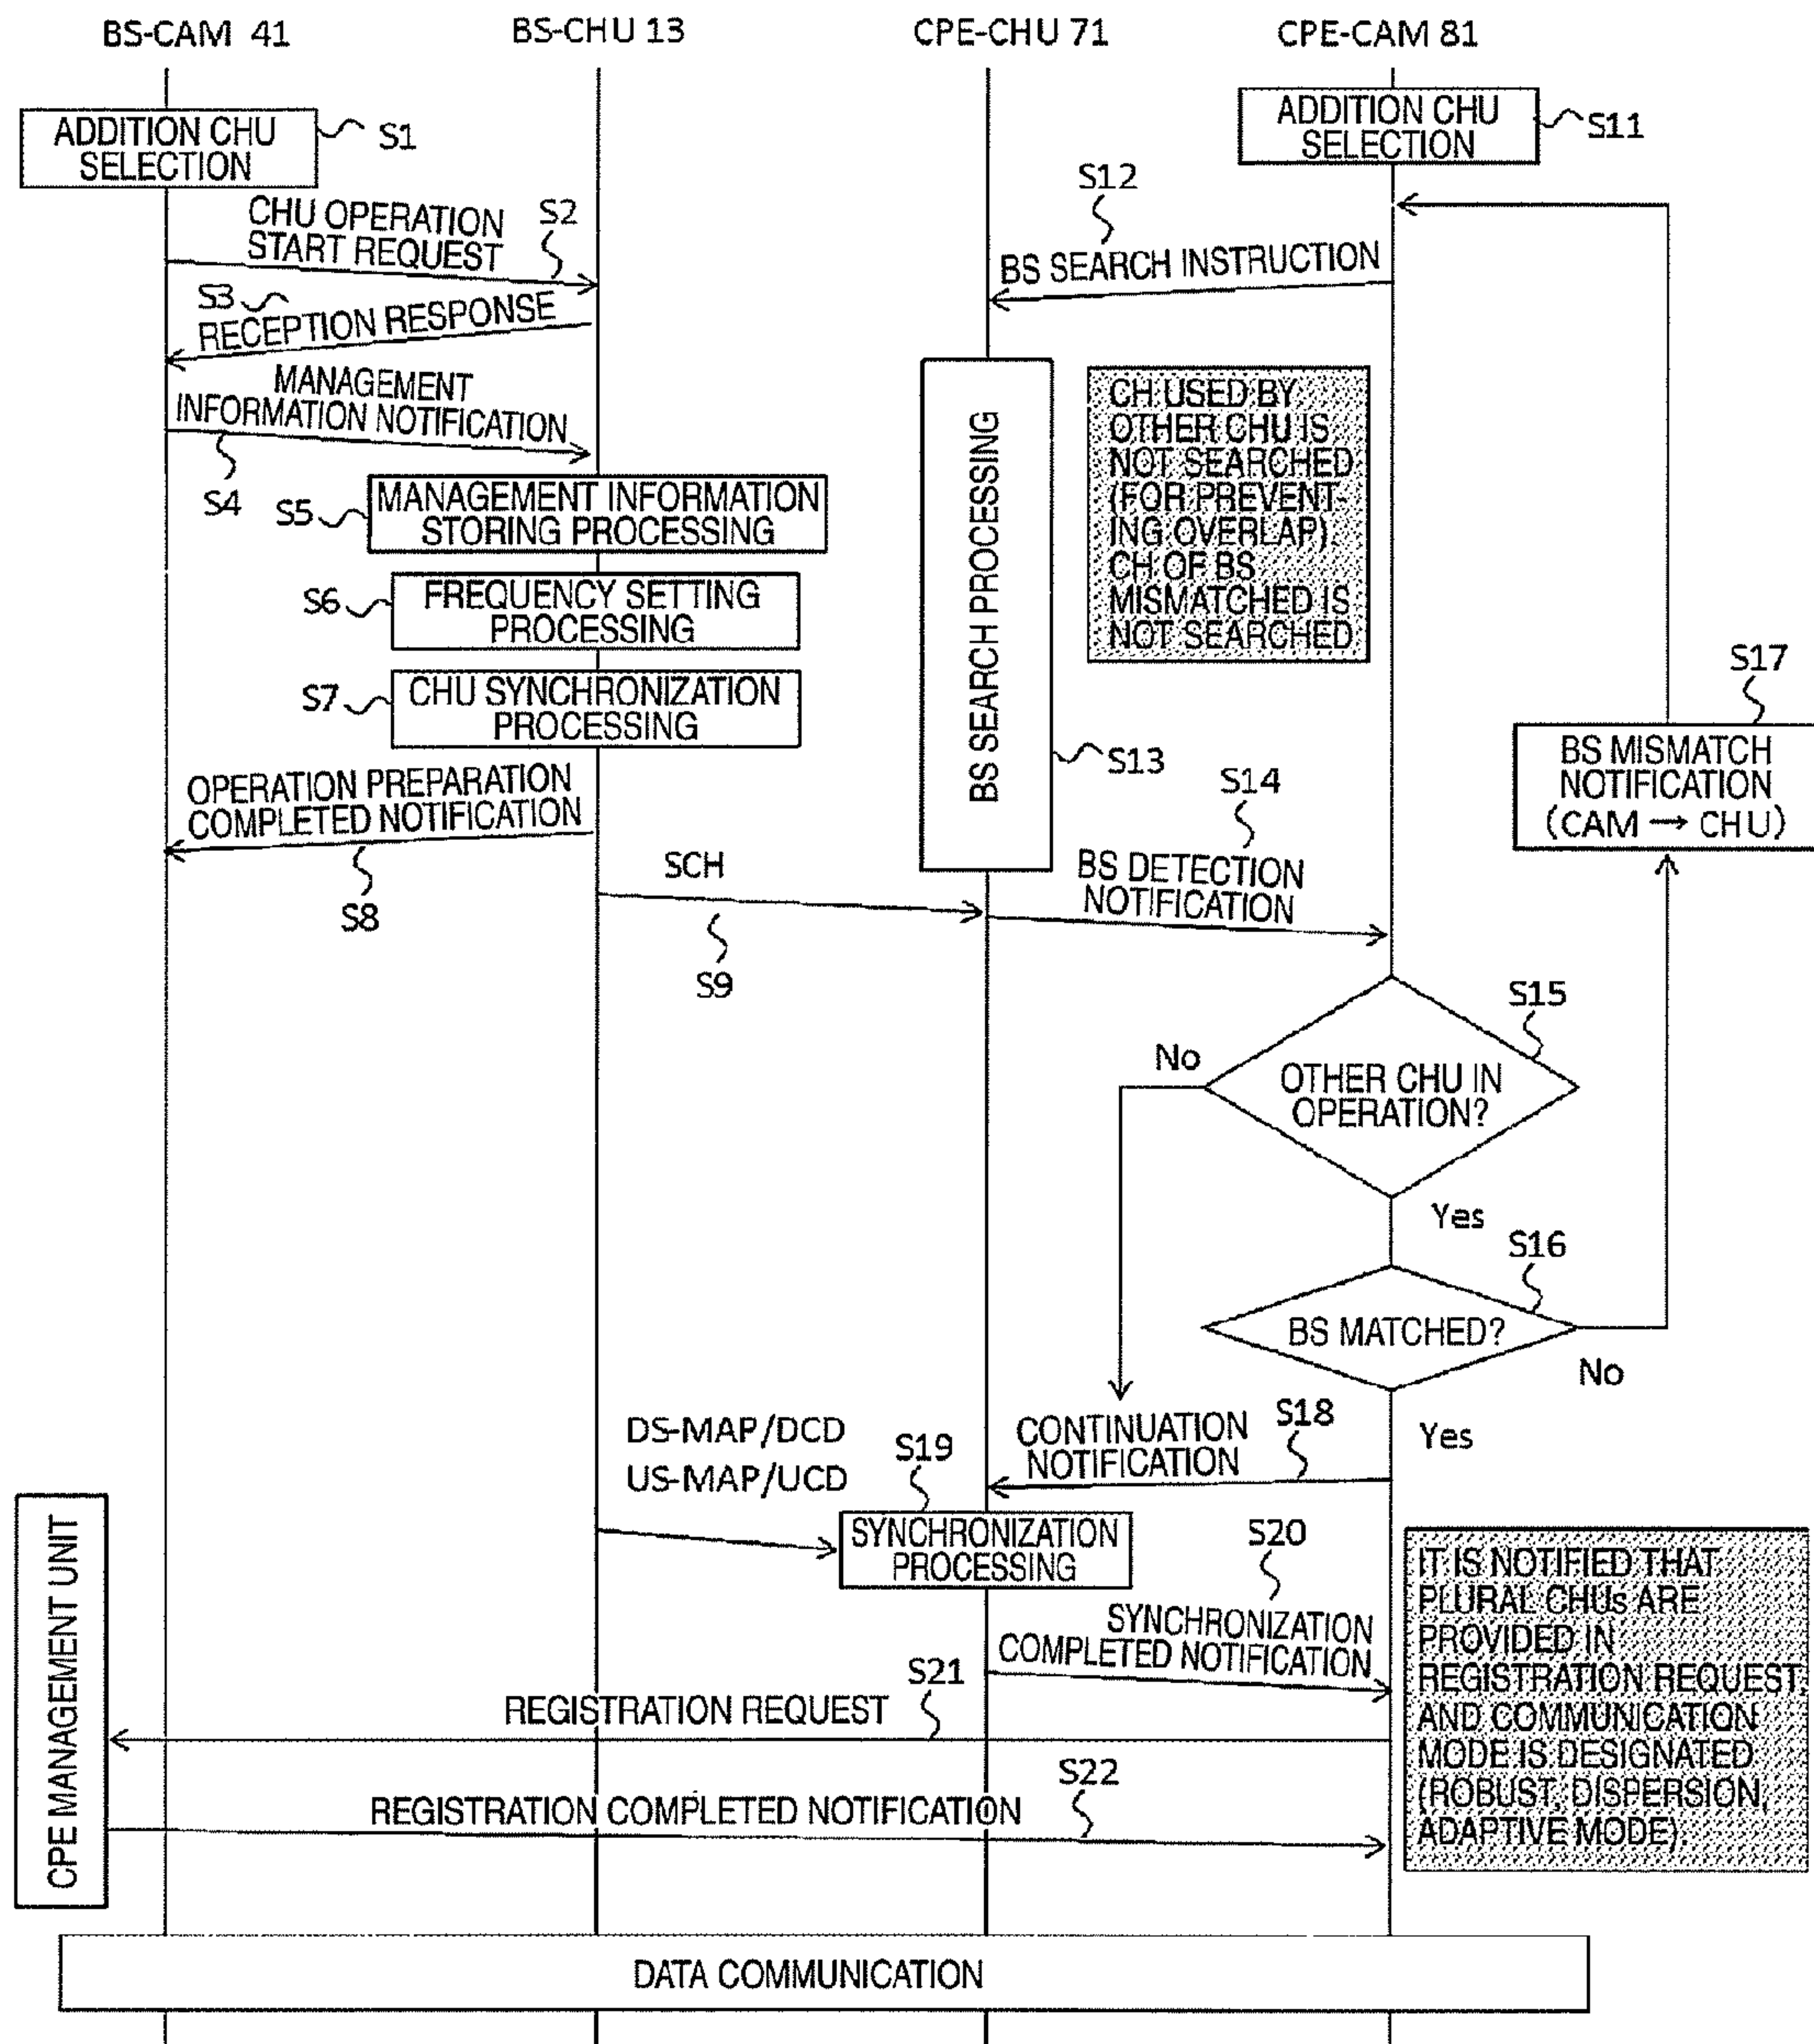 BS-CAM 41
BS-CHU 13
CPE-CHU 71
CPE-CAM 81
ADDITION CHU
SELECTION
S1
ADDITION CHU
SELECTION
S11
CHU OPERATION
START REQUEST
S2
S12
BS SEARCH INSTRUCTION
S3
RECEPTION RESPONSE
MANAGEMENT
INFORMATION NOTIFICATION
S4
S5
MANAGEMENT INFORMATION
STORING PROCESSING
S6
FREQUENCY SETTING
PROCESSING
S7
CHU SYNCHRONIZATION
PROCESSING
BS SEARCH PROCESSING
S13
CH USED BY
OTHER CHU IS
NOT SEARCHED
(FOR PREVENT-
ING OVERLAP).
CH OF BS
MISMATCHED IS
NOT SEARCHED
S17
BS MISMATCH
NOTIFICATION
(CAM → CHU)
OPERATION PREPARATION
COMPLETED NOTIFICATION
S8
SCH
S9
S14
BS DETECTION
NOTIFICATION
S15
OTHER CHU IN
OPERATION?
No
Yes
S16
BS MATCHED?
No
Yes
DS-MAP/DCD
US-MAP/UCD
CONTINUATION
NOTIFICATION
S18
S19
SYNCHRONIZATION
PROCESSING
S20
SYNCHRONIZATION
COMPLETED NOTIFICATION
CPE MANAGEMENT UNIT
S21
REGISTRATION REQUEST
S22
REGISTRATION COMPLETED NOTIFICATION
IT IS NOTIFIED THAT
PLURAL CHUs ARE
PROVIDED IN
REGISTRATION REQUEST,
AND COMMUNICATION
MODE IS DESIGNATED
(ROBUST, DISPERSION,
ADAPTIVE MODE).
DATA COMMUNICATION